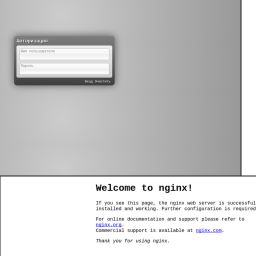 Авторизация
Имя пользователя
Пароль
Вход Очистить
Welcome to nginx!
If you see this page, the nginx web server is successful
installed and working. Further configuration is required
For online documentation and support please refer to
nginx.org.
Commercial support is available at nginx.com.
Thank you for using nginx.